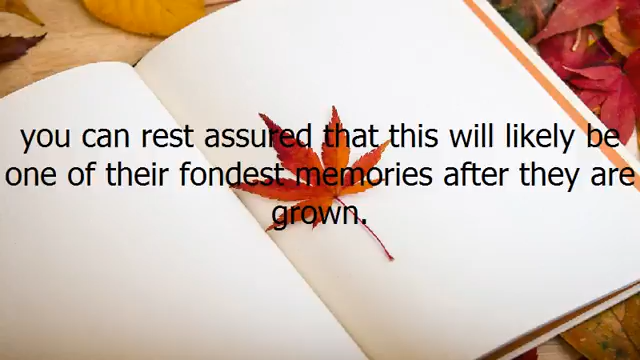 you can rest assured that this will likely be
one of their fondest memories after they are
grown.